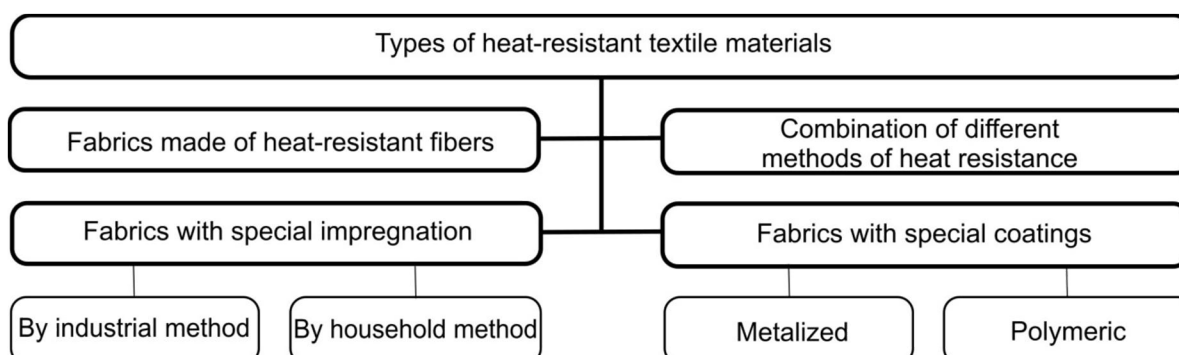 Types of heat-resistant textile materials
Fabrics made of heat-resistant fibers
Combination of different
methods of heat resistance
Fabrics with special impregnation
Fabrics with special coatings
By industrial method
By household method
Metalized
Polymeric